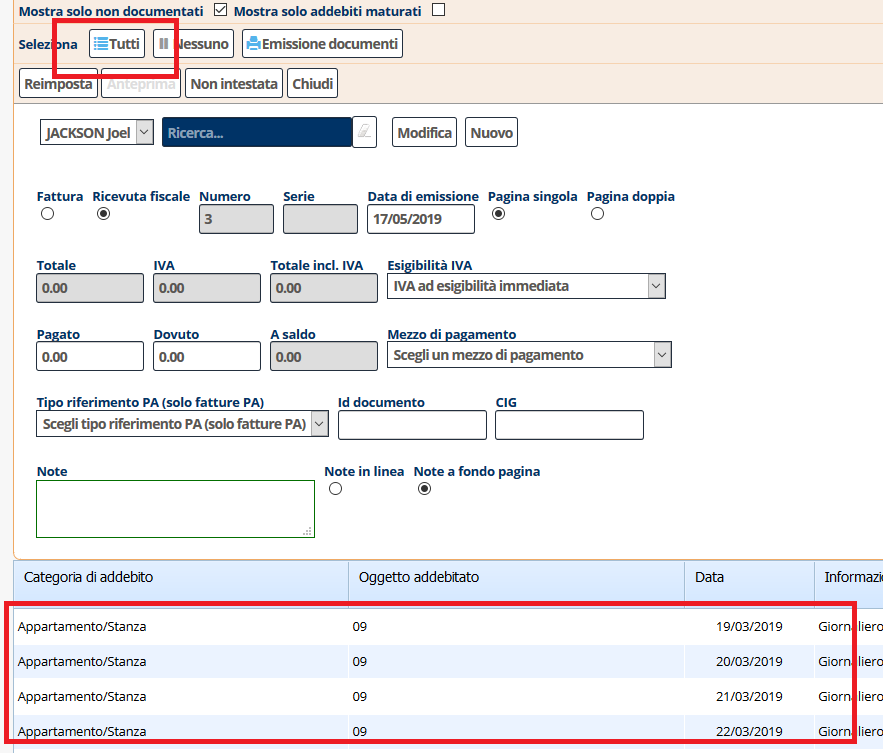 Mostra solo non documentati Mostra solo addebiti maturati
Seleziona Tutti Nessuno Emissione documenti
Reimposta Anteprima Non intestata Chiudi
JACKSON Joel Ricerca... Modifica Nuovo
Fattura Ricevuta fiscale Numero Serie Data di emissione Pagina singola Pagina doppia
3 17/05/2019
Totale IVA Totale incl. IVA Esigibilità IVA
0.00 0.00 0.00 IVA ad esigibilità immediata
Pagato Dovuto A saldo Mezzo di pagamento
0.00 0.00 0.00 Scegli un mezzo di pagamento
Tipo riferimento PA (solo fatture PA) Id documento CIG
Scegli tipo riferimento PA (solo fatture PA)
Note Note in linea Note a fondo pagina
Categoria di addebito Oggetto addebitato Data Informazi
Appartamento/Stanza 09 19/03/2019 Giornaliero
Appartamento/Stanza 09 20/03/2019 Giornaliero
Appartamento/Stanza 09 21/03/2019 Giornaliero
Appartamento/Stanza 09 22/03/2019 Giornaliero